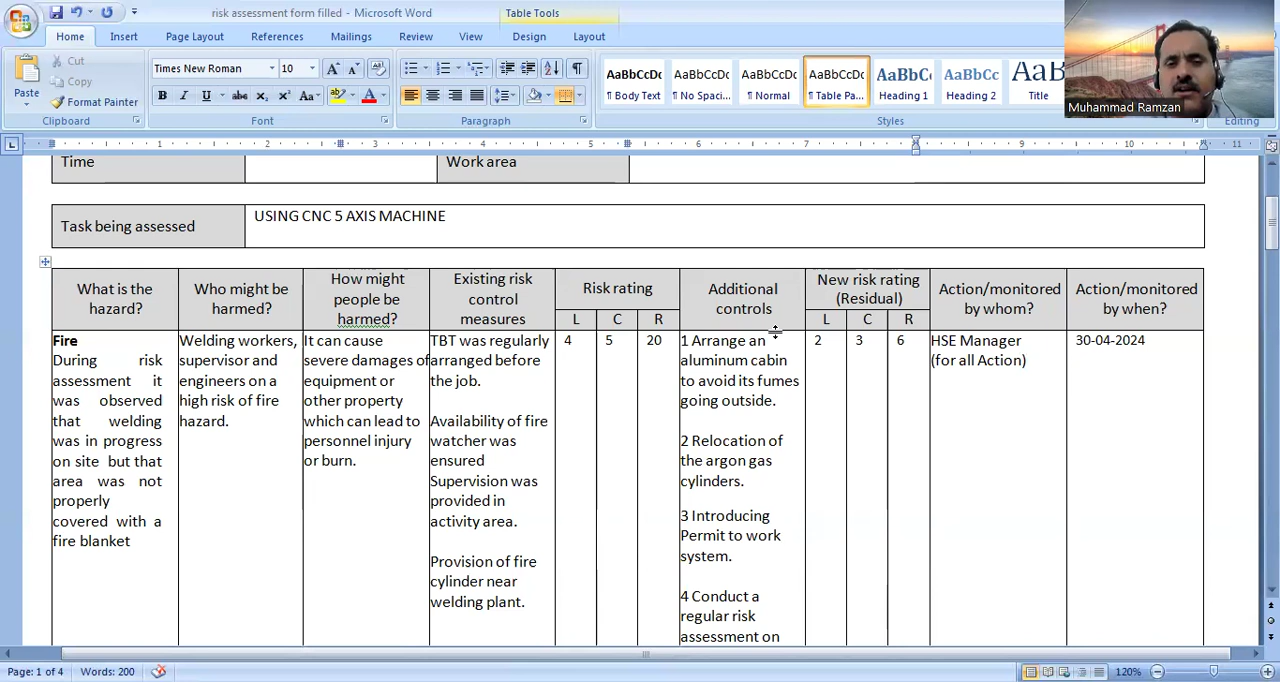 risk assessment form filled - Microsoft Word
Table Tools
Home
Insert
Page Layout
References
Mailings
Review
View
Design
Layout
Cut
Copy
Format Painter
Paste
Clipboard
Times New Roman
10
Font
Paragraph
AaBbCcDc AaBbCcDc AaBbCcDc AaBbCcDc AaBbCc AaBbCc AaB
¶ Body Text
¶ No Spaci...
¶ Normal
¶ Table Pa...
Heading 1
Heading 2
Title
Styles
Editing
Muhammad Ramzan
1 2 3 4 5 6 7 8 9 10 11
Time
Work area
Task being assessed
USING CNC 5 AXIS MACHINE
What is the
hazard?
Who might be
harmed?
How might
people be
harmed?
Existing risk
control
measures
Risk rating
L C R
Additional
controls
New risk rating
(Residual)
L C R
Action/monitored
by whom?
Action/monitored
by when?
Fire
During risk
assessment it
was observed
that welding
was in progress
on site but that
area was not
properly
covered with a
fire blanket
Welding workers,
supervisor and
engineers on a
high risk of fire
hazard.
It can cause
severe damages of
equipment or
other property
which can lead to
personnel injury
or burn.
TBT was regularly
arranged before
the job.
Availability of fire
watcher was
ensured
Supervision was
provided in
activity area.
Provision of fire
cylinder near
welding plant.
4 5 20
1 Arrange an
aluminum cabin
to avoid its fumes
going outside.
2 Relocation of
the argon gas
cylinders.
3 Introducing
Permit to work
system.
4 Conduct a
regular risk
assessment on
2 3 6
HSE Manager
(for all Action)
30-04-2024
Page: 1 of 4
Words: 200
120%